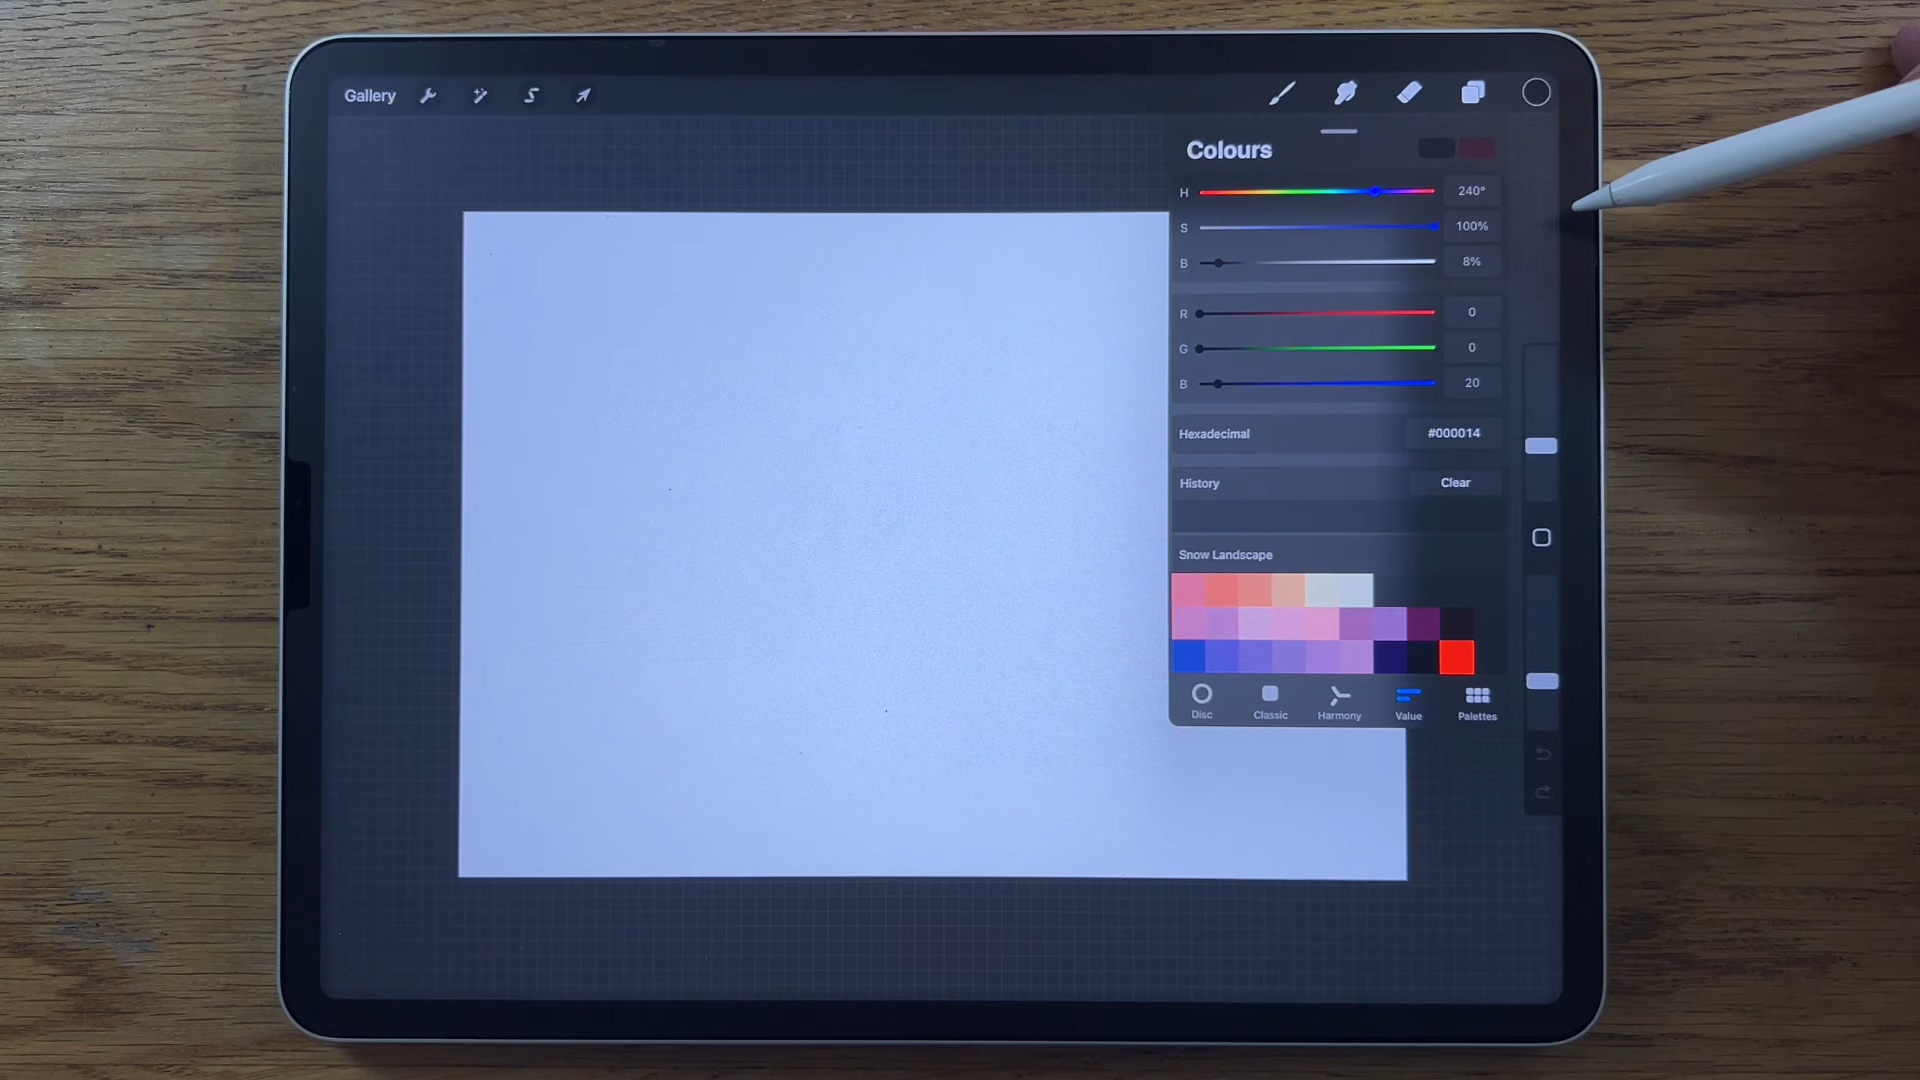 Gallery
Colours
H 240°
S 100%
B 8%
R 0
G 0
B 20
Hexadecimal #000014
History Clear
Snow Landscape
Disc Classic Harmony Value Palettes